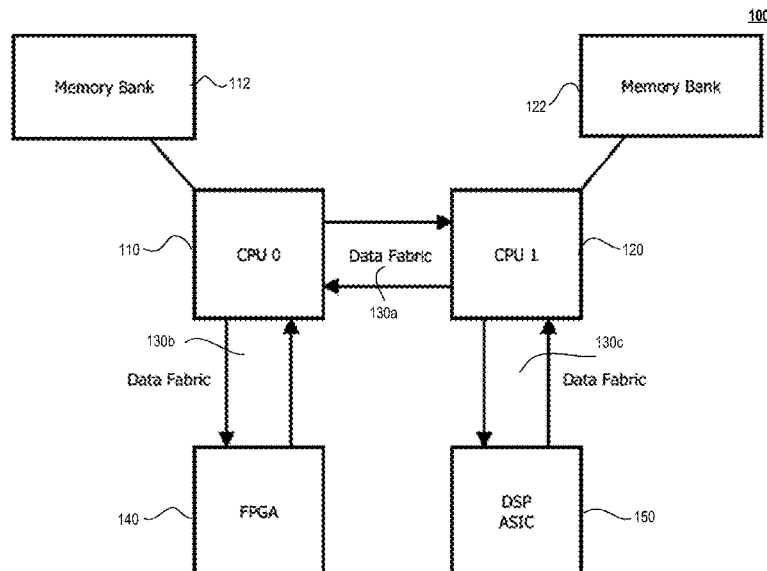 100
Memory Bank
112
122
Memory Bank
110
CPU 0
Data Fabric
130a
CPU 1
120
130b
Data Fabric
130c
Data Fabric
140
FPGA
DSP
ASIC
150